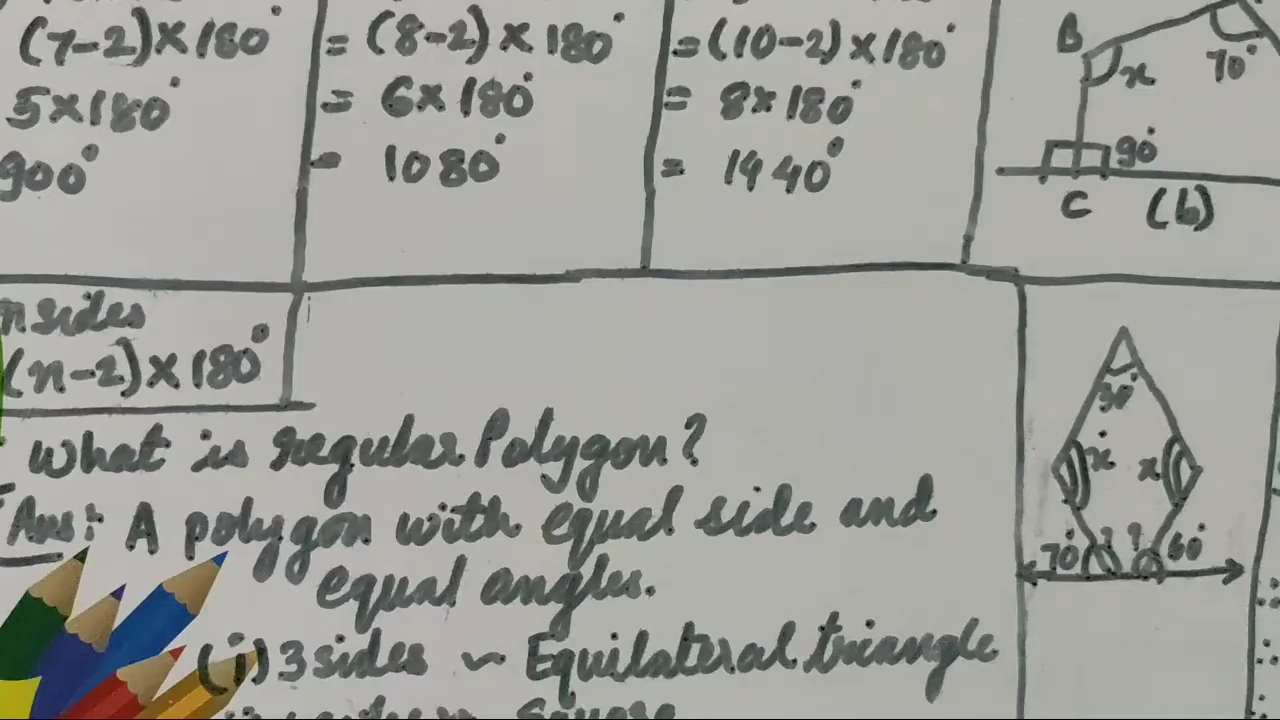 (7-2)×180°
5×180°
900°
= (8-2)×180°
= 6×180°
= 1080°
=(10-2)×180°
= 8×180°
= 1440°
B
x
70°
90°
C
(b)
n sides
(n-2)×180°
What is regular Polygon?
Ans: A polygon with equal side and
equal angles.
(i) 3 sides ~ Equilateral triangle
Square
30°
x
x
70°
?
?
60°